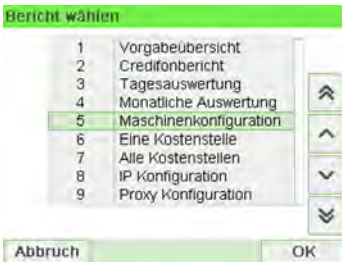 Bericht wählen
1 Vorgabeübersicht
2 Credifonbericht
3 Tagesauswertung
4 Monatliche Auswertung
5 Maschinenkonfiguration
6 Eine Kostenstelle
7 Alle Kostenstellen
8 IP Konfiguration
9 Proxy Konfiguration
Abbruch OK